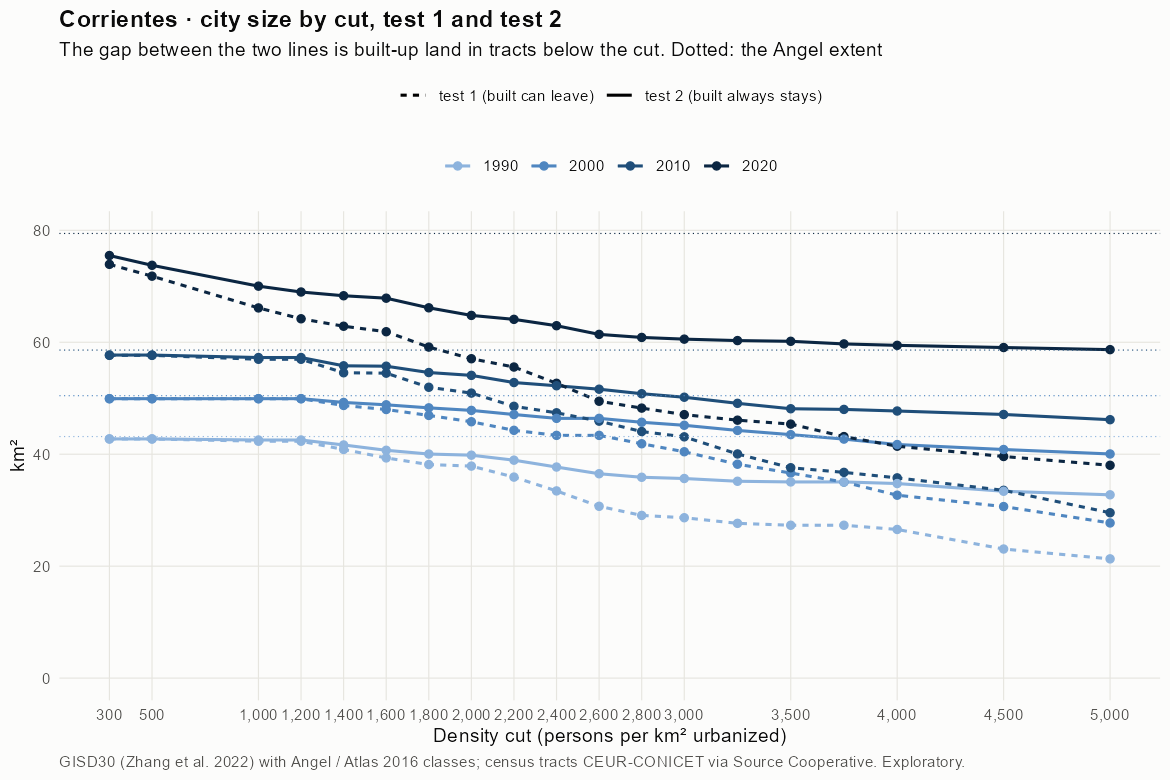 Corrientes · city size by cut, test 1 and test 2
The gap between the two lines is built-up land in tracts below the cut. Dotted: the Angel extent
test 1 (built can leave) test 2 (built always stays)
1990 2000 2010 2020
80
60
40
20
0
km²
300 500 1,000 1,200 1,400 1,600 1,800 2,000 2,200 2,400 2,600 2,800 3,000 3,500 4,000 4,500 5,000
Density cut (persons per km² urbanized)
GISD30 (Zhang et al. 2022) with Angel / Atlas 2016 classes; census tracts CEUR-CONICET via Source Cooperative. Exploratory.